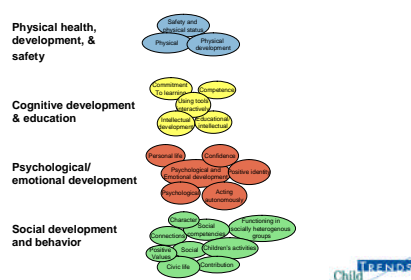 Physical health,
development, &
safety
Safety and
physical status
Physical
Physical
development
Cognitive development
& education
Commitment
To learning
Competence
Using tools
interactively
Intellectual
development
Educational
intellectual
Psychological/
emotional development
Personal life
Confidence
Psychological and
Emotional development
Positive identity
Psychological
Acting
autonomously
Social development
and behavior
Character
Social
competencies
Functioning in
socially heterogenous
groups
Connections
Positive
Values
Social
Children's activities
Civic life
Contribution
Child TRENDS